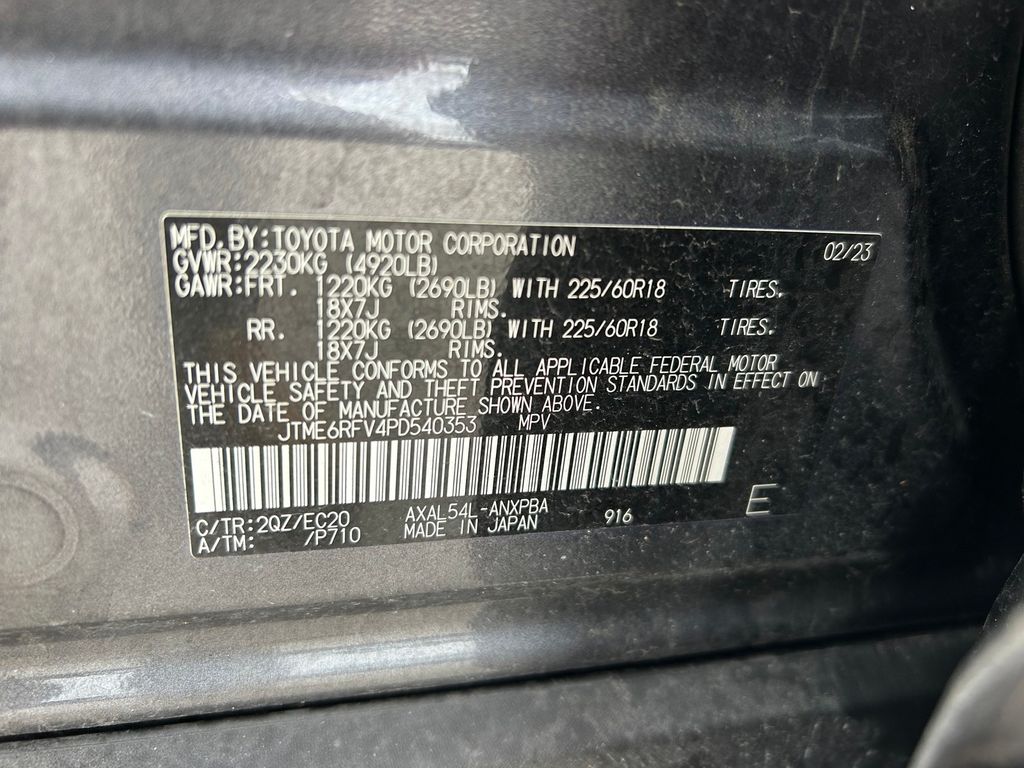 MFD.BY:TOYOTA MOTOR CORPORATION 02/23
GVWR:2230KG (4920LB)
GAWR:FRT. 1220KG (2690LB) WITH 225/60R18 TIRES,
18X7J RIMS.
RR. 1220KG (2690LB) WITH 225/60R18 TIRES,
18X7J RIMS.
THIS VEHICLE CONFORMS TO ALL APPLICABLE FEDERAL MOTOR
VEHICLE SAFETY AND THEFT PREVENTION STANDARDS IN EFFECT ON
THE DATE OF MANUFACTURE SHOWN ABOVE.
JTME6RFV4PD540353 MPV
C/TR:2QZ/EC20 AXAL54L-ANXPBA 916 E
A/TM: /P710 MADE IN JAPAN